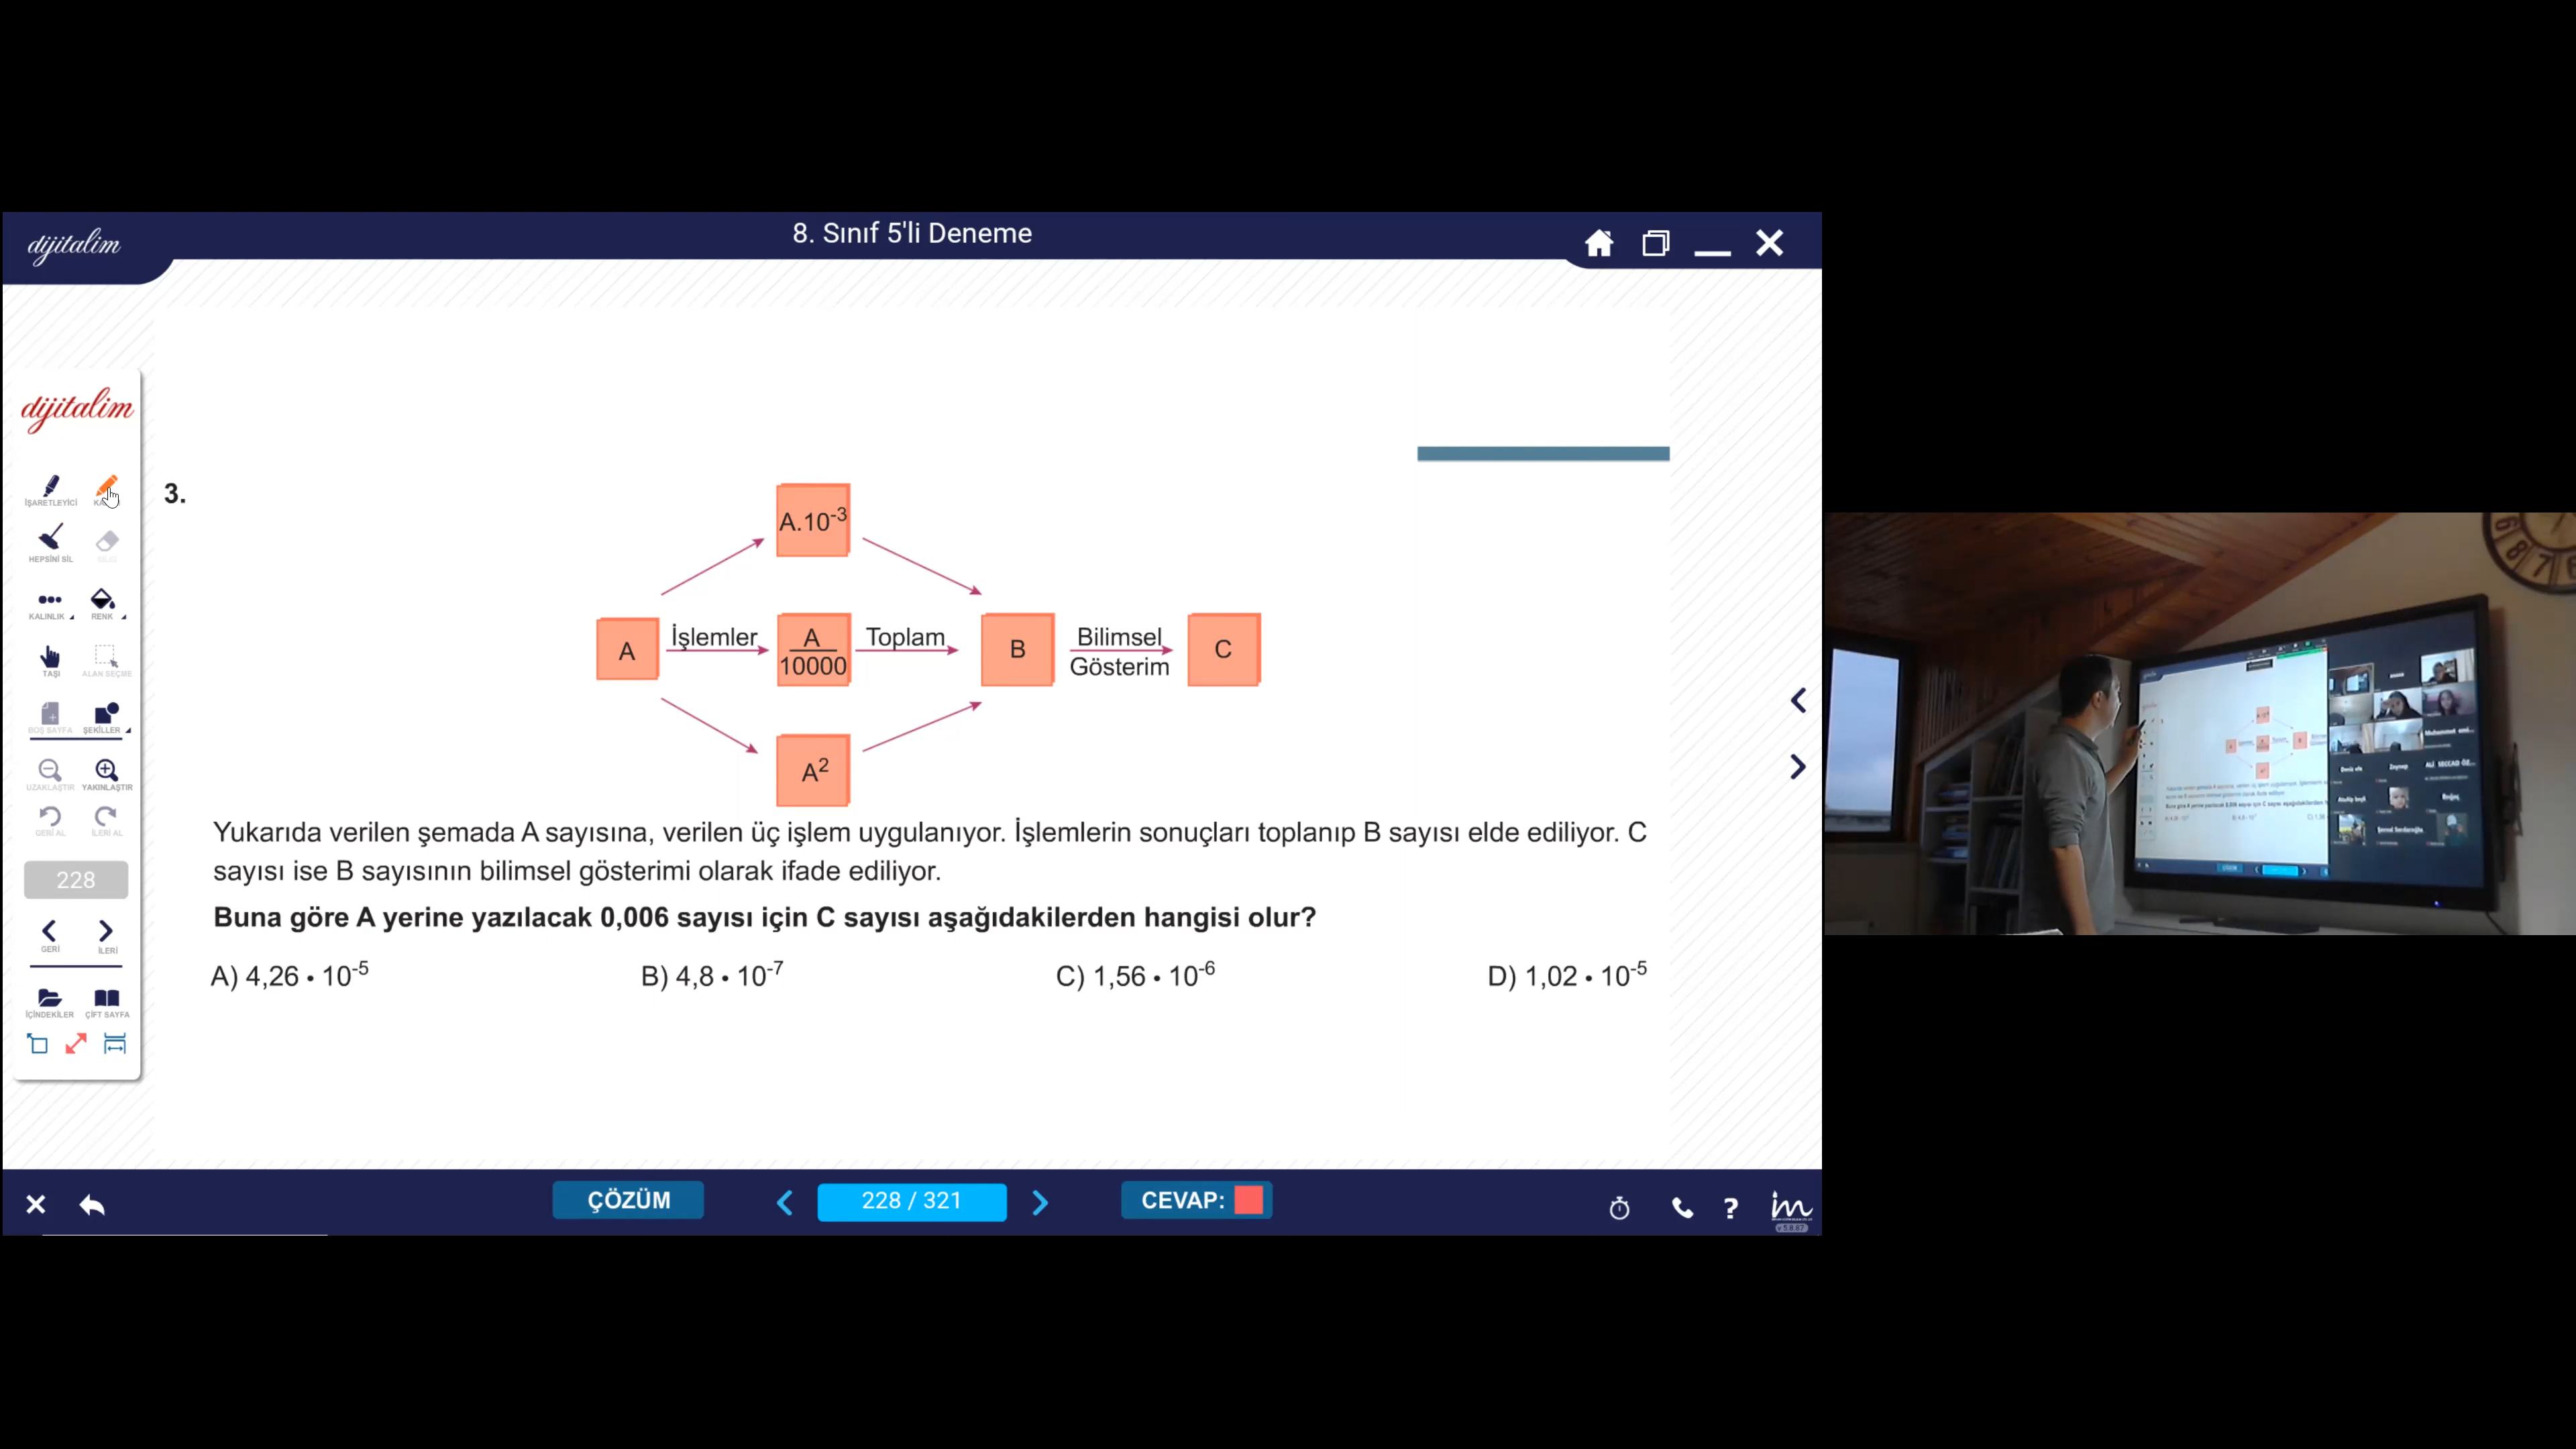 8. Sınıf 5'li Deneme
dijitalim
dijitalim
İŞARETLEYİCİ
HEPSİNİ SİL
KALINLIK RENK
TAŞI ALAN SEÇME
BOŞ SAYFA ŞEKİLLER
UZAKLAŞTIR YAKINLAŞTIR
GERİ AL İLERİ AL
228
GERİ İLERİ
İÇİNDEKİLER ÇİFT SAYFA
3.
A.10⁻³
A İşlemler A/10000 Toplam B Bilimsel Gösterim C
A²
Yukarıda verilen şemada A sayısına, verilen üç işlem uygulanıyor. İşlemlerin sonuçları toplanıp B sayısı elde ediliyor. C
sayısı ise B sayısının bilimsel gösterimi olarak ifade ediliyor.
Buna göre A yerine yazılacak 0,006 sayısı için C sayısı aşağıdakilerden hangisi olur?
A) 4,26 • 10⁻⁵ B) 4,8 • 10⁻⁷ C) 1,56 • 10⁻⁶ D) 1,02 • 10⁻⁵
ÇÖZÜM 228 / 321 CEVAP: ?